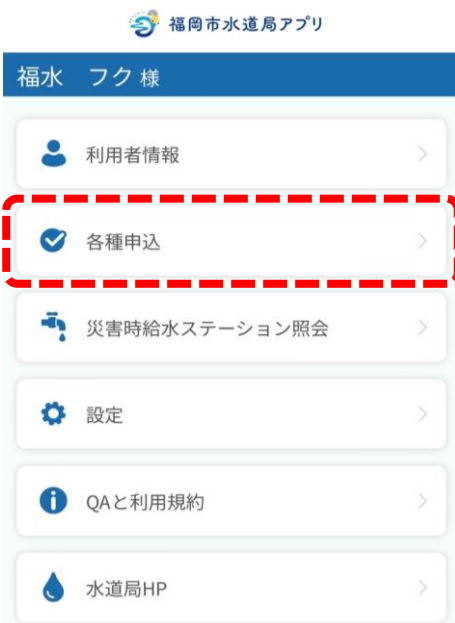 福岡市水道局アプリ
福水　フク 様
利用者情報
各種申込
災害時給水ステーション照会
設定
QAと利用規約
水道局HP